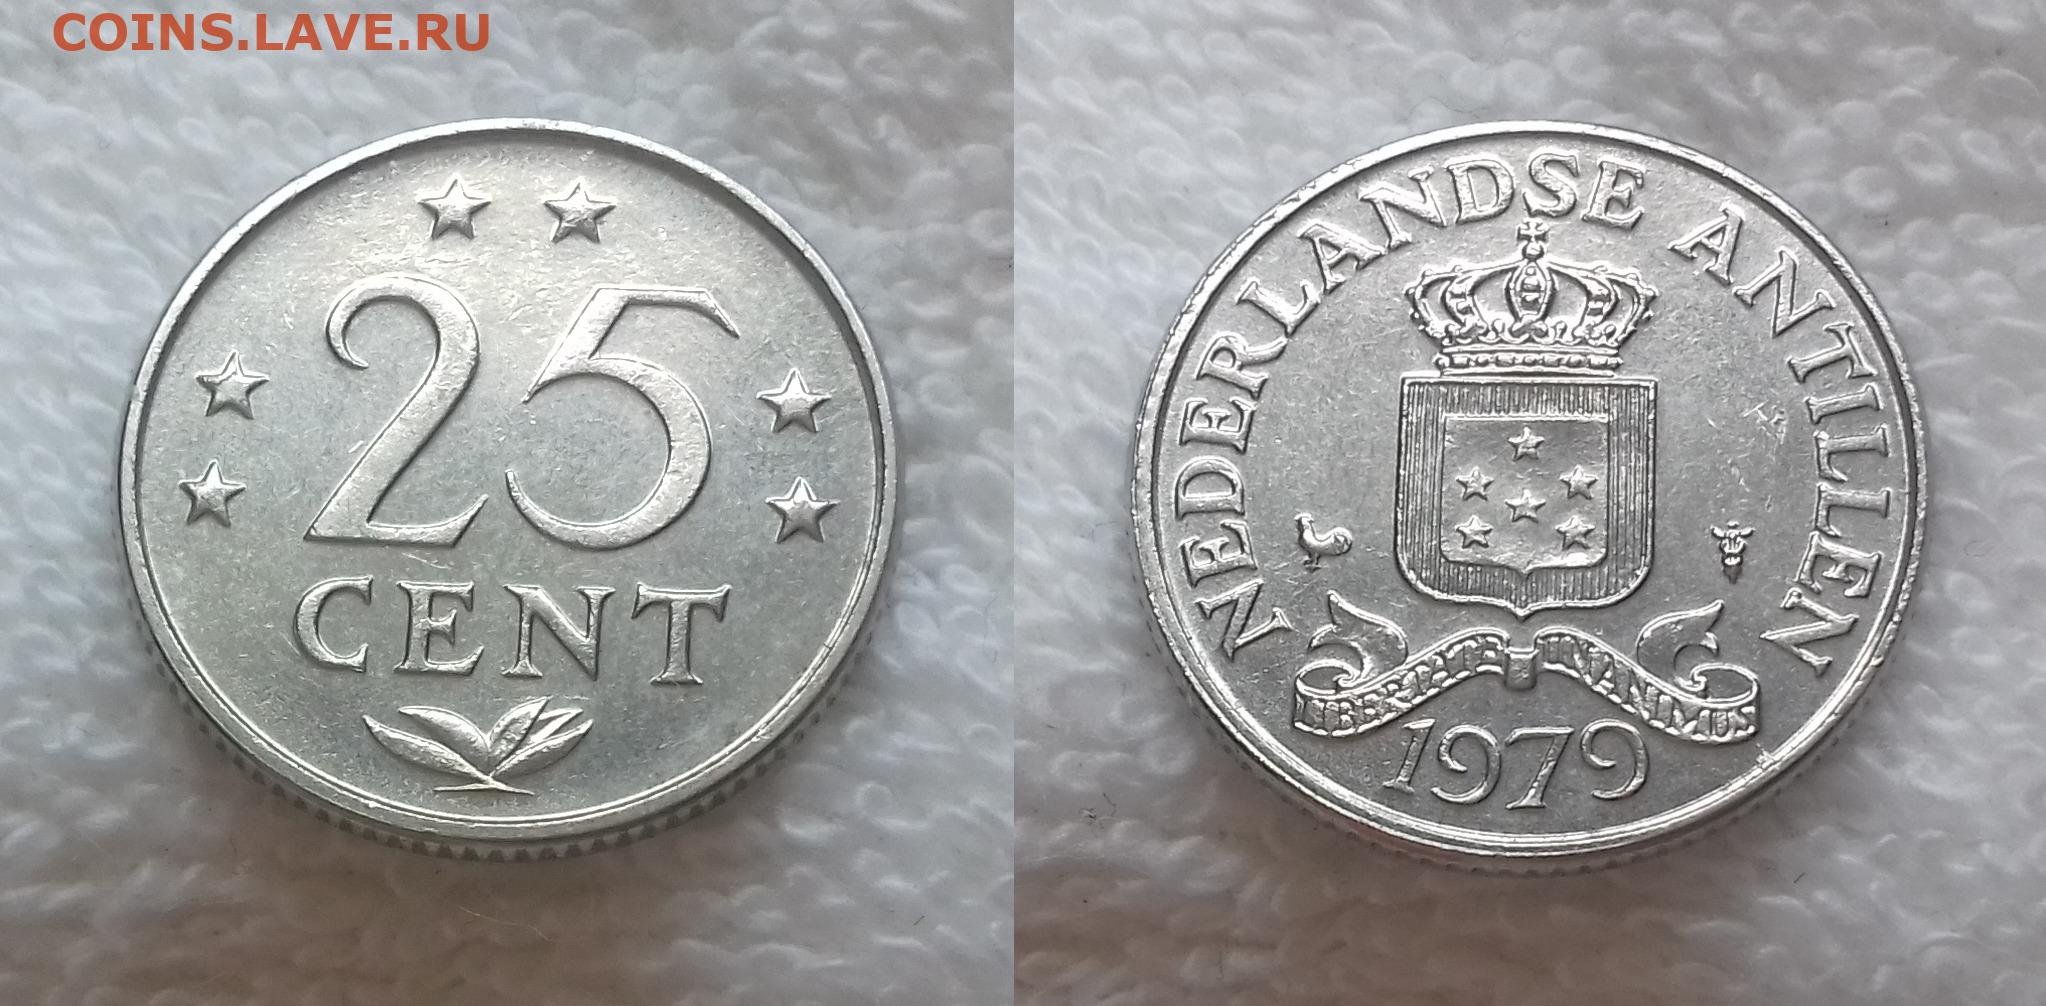 COINS.LAVE.RU
25
CENT
NEDERLANDSE ANTILLEN
LIBERTATE UNANIMUS
1979